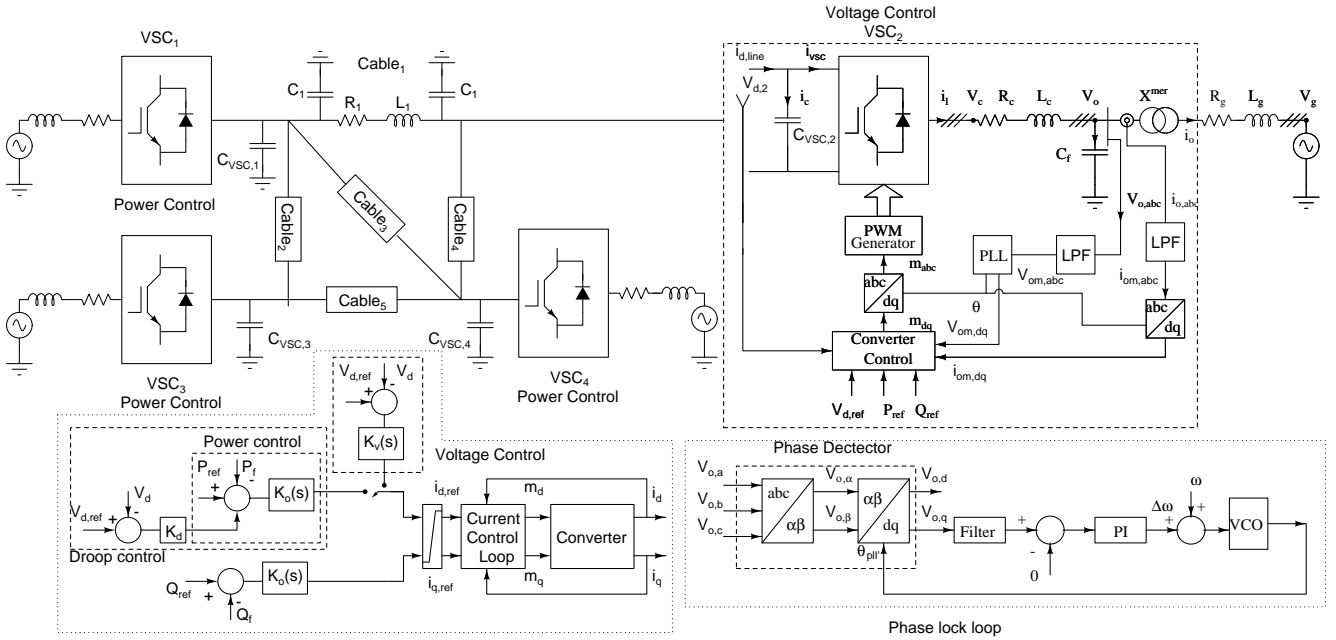 VSC1
Power Control
Cable1
C1
R1
L1
C1
CVSC,1
Cable2
Cable3
Cable4
Cable5
CVSC,3
CVSC,4
VSC3
Power Control
VSC4
Power Control
Voltage Control
VSC2
id,line
Vd,2
ivsc
ic
CVSC,2
il
Vc
Rc
Lc
Vo
Cf
Xmer
io
Rg
Lg
Vg
Vo,abc
io,abc
PWM
Generator
mabc
abc
dq
mdq
Converter
Control
PLL
θ
LPF
Vom,abc
LPF
iom,abc
abc
dq
Vom,dq
iom,dq
Vd,ref
Pref
Qref
Vd,ref
+
-
Vd
Kv(s)
Voltage Control
Power control
Pref
Pf
+
-
+
Ko(s)
Vd,ref
+
-
Vd
Kd
Droop control
Qref
+
-
Qf
Ko(s)
id,ref
iq,ref
Current
Control
Loop
md
mq
Converter
id
iq
Phase Dectector
Vo,a
Vo,b
Vo,c
abc
αβ
Vo,α
Vo,β
αβ
dq
θpll'
Vo,d
Vo,q
Filter
+
-
0
PI
Δω
+
ω
+
VCO
Phase lock loop